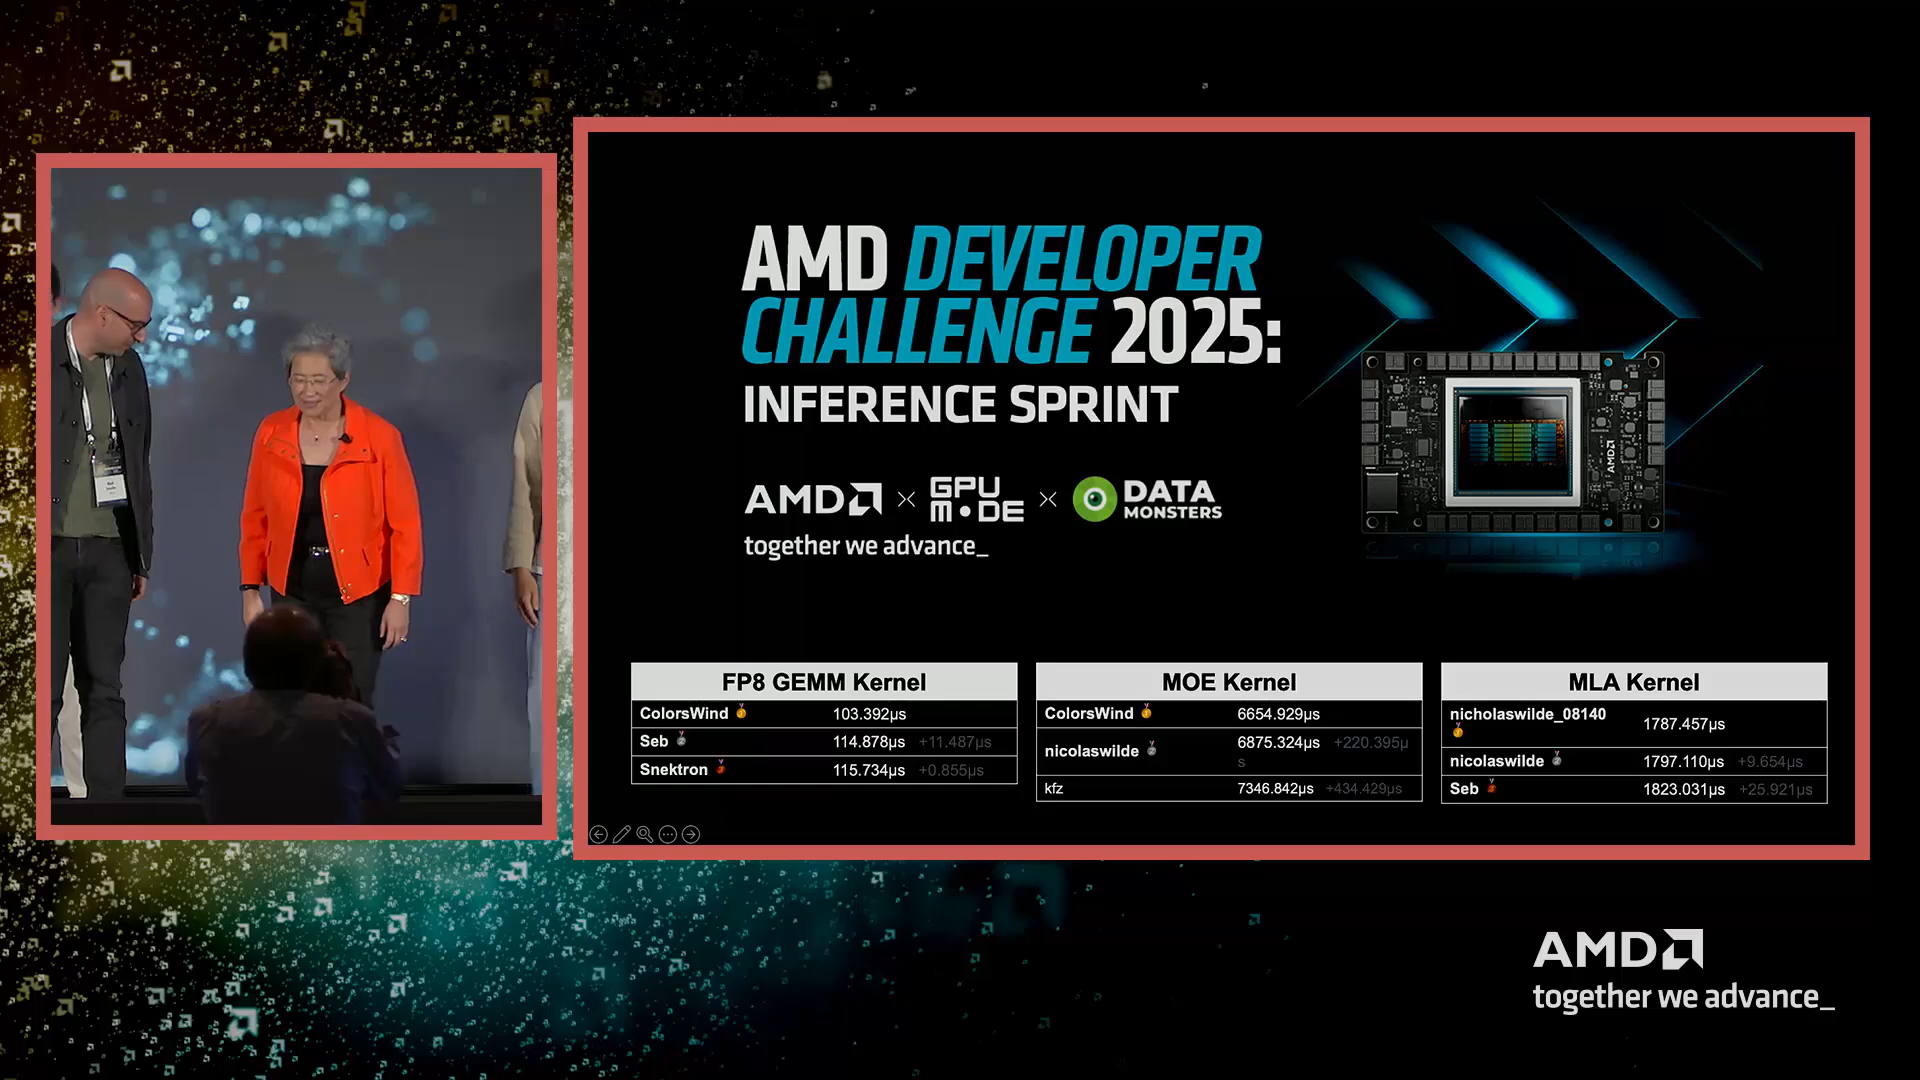 AMD DEVELOPER
CHALLENGE 2025:
INFERENCE SPRINT
AMD × GPU MODE × DATA MONSTERS
together we advance_
FP8 GEMM Kernel
ColorsWind 🥇 103.392µs
Seb 🥈 114.878µs +11.487µs
Snektron 🥉 115.734µs +0.855µs
MOE Kernel
ColorsWind 🥇 6654.929µs
nicolaswilde 🥈 6875.324µs +220.395µ
s
kfz 7346.842µs +434.429µs
MLA Kernel
nicholaswilde_08140
🥇 1787.457µs
nicolaswilde 🥈 1797.110µs +9.654µs
Seb 🥉 1823.031µs +25.921µs
AMD
AMD
together we advance_